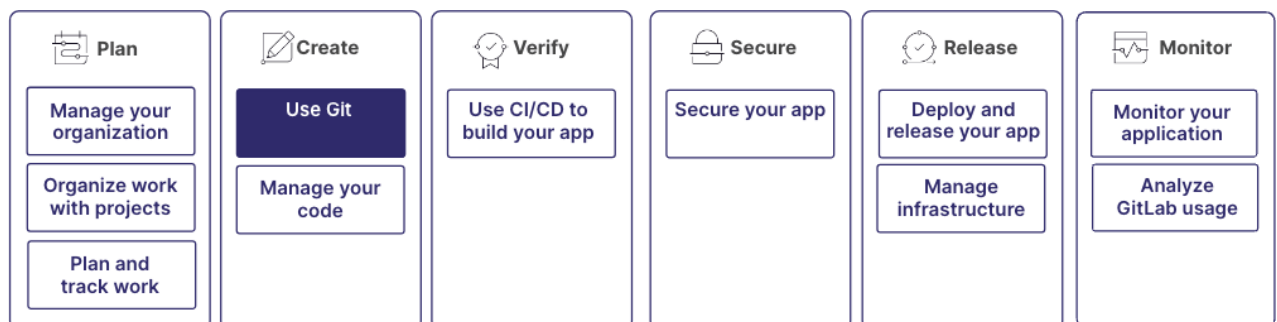 Plan
Manage your
organization
Organize work
with projects
Plan and
track work
Create
Use Git
Manage your
code
Verify
Use CI/CD to
build your app
Secure
Secure your app
Release
Deploy and
release your app
Manage
infrastructure
Monitor
Monitor your
application
Analyze
GitLab usage